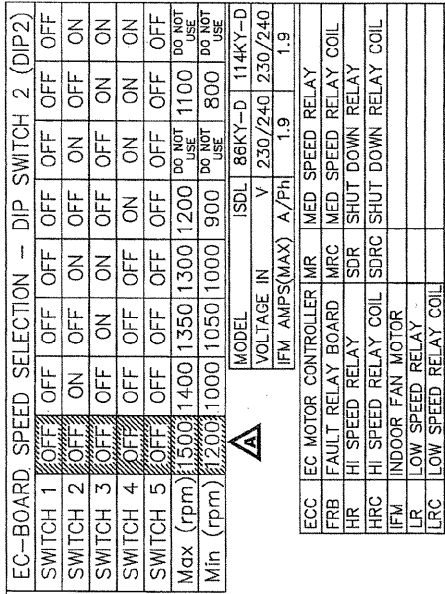 EC-BOARD SPEED SELECTION - DIP SWITCH 2 (DIP2)
SWITCH 1 OFF OFF OFF OFF OFF OFF OFF OFF
SWITCH 2 OFF ON OFF ON OFF ON OFF ON
SWITCH 3 OFF OFF ON ON OFF OFF ON ON
SWITCH 4 OFF OFF OFF OFF ON ON ON ON
SWITCH 5 OFF OFF OFF OFF OFF OFF OFF OFF
Max (rpm) 1500 1400 1350 1300 1200 DO NOT USE 1100 DO NOT USE
Min (rpm) 1200 1000 1050 1000 900 DO NOT USE 800 DO NOT USE
A
MODEL ISDL 86KY-D 114KY-D
VOLTAGE IN V 230/240 230/240
IFM AMPS(MAX) A/Ph 1.9 1.9
ECC EC MOTOR CONTROLLER MR MED SPEED RELAY
FRB FAULT RELAY BOARD MRC MED SPEED RELAY COIL
HR HI SPEED RELAY SDR SHUT DOWN RELAY
HRC HI SPEED RELAY COIL SDRC SHUT DOWN RELAY COIL
IFM INDOOR FAN MOTOR
LR LOW SPEED RELAY
LRC LOW SPEED RELAY COIL